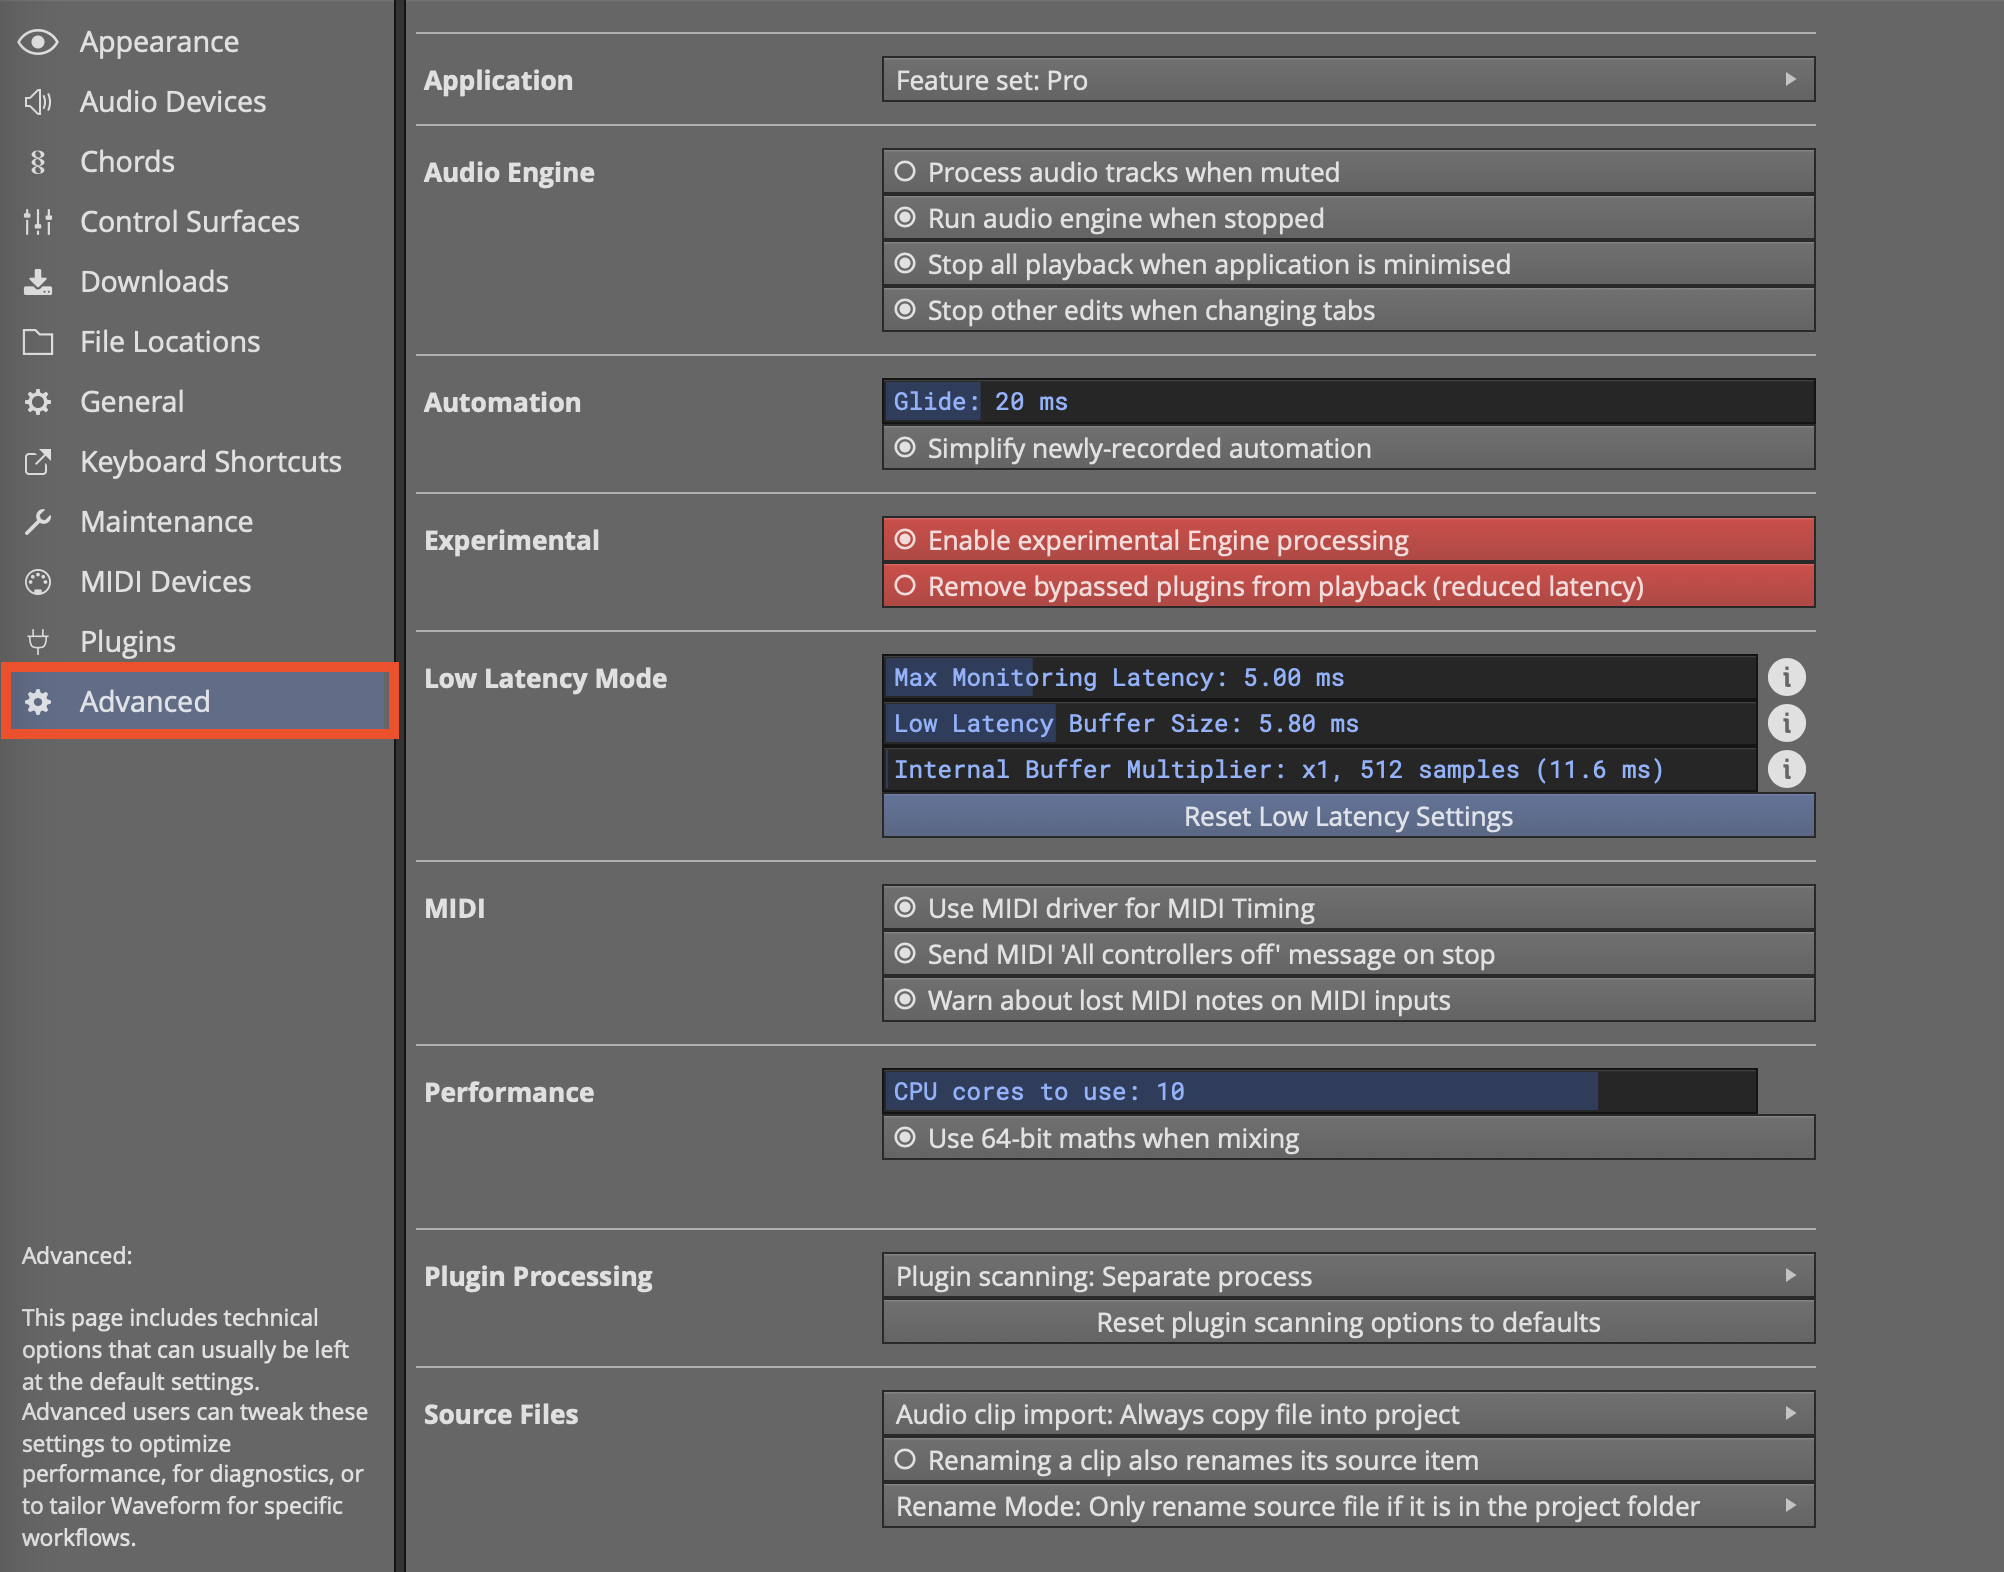 Appearance
Audio Devices
Chords
Control Surfaces
Downloads
File Locations
General
Keyboard Shortcuts
Maintenance
MIDI Devices
Plugins
Advanced
Advanced:
This page includes technical
options that can usually be left
at the default settings.
Advanced users can tweak these
settings to optimize
performance, for diagnostics, or
to tailor Waveform for specific
workflows.
Application
Feature set: Pro
Audio Engine
Process audio tracks when muted
Run audio engine when stopped
Stop all playback when application is minimised
Stop other edits when changing tabs
Automation
Glide: 20 ms
Simplify newly-recorded automation
Experimental
Enable experimental Engine processing
Remove bypassed plugins from playback (reduced latency)
Low Latency Mode
Max Monitoring Latency: 5.00 ms
Low Latency Buffer Size: 5.80 ms
Internal Buffer Multiplier: x1, 512 samples (11.6 ms)
Reset Low Latency Settings
MIDI
Use MIDI driver for MIDI Timing
Send MIDI 'All controllers off' message on stop
Warn about lost MIDI notes on MIDI inputs
Performance
CPU cores to use: 10
Use 64-bit maths when mixing
Plugin Processing
Plugin scanning: Separate process
Reset plugin scanning options to defaults
Source Files
Audio clip import: Always copy file into project
Renaming a clip also renames its source item
Rename Mode: Only rename source file if it is in the project folder